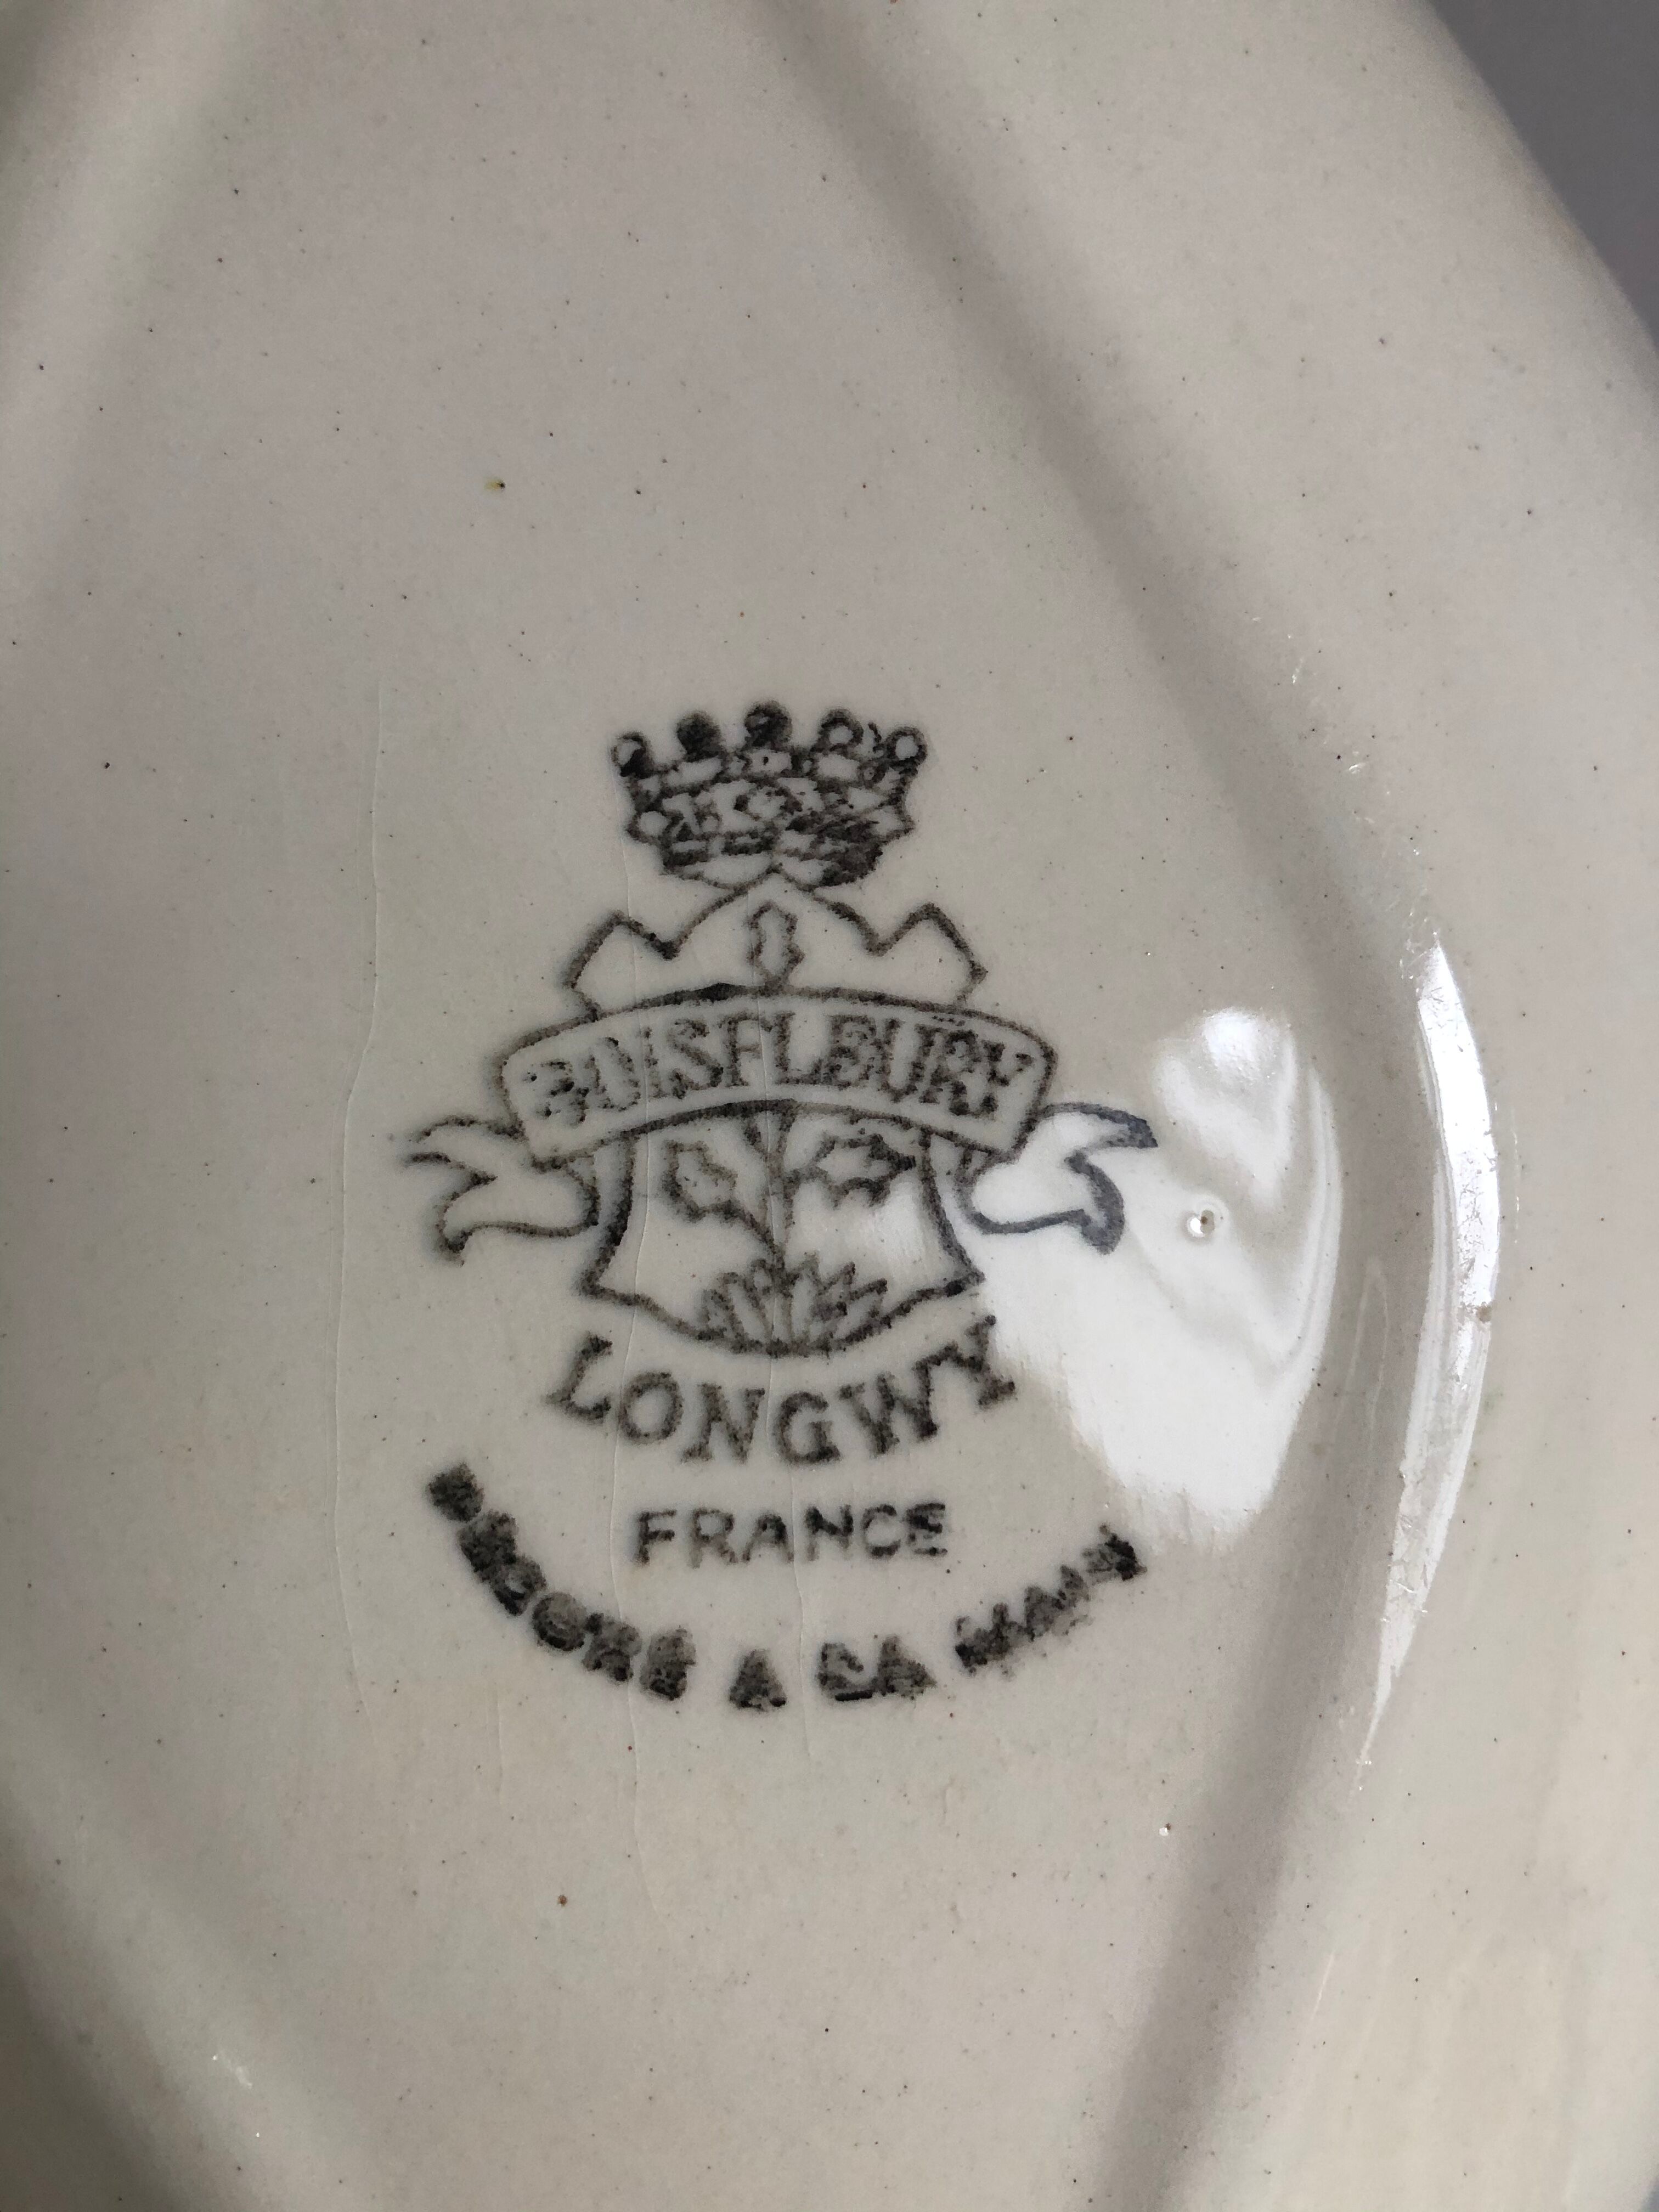 BOISFLEURY
LONGWY
FRANCE
DÉCORÉ A LA MAIN